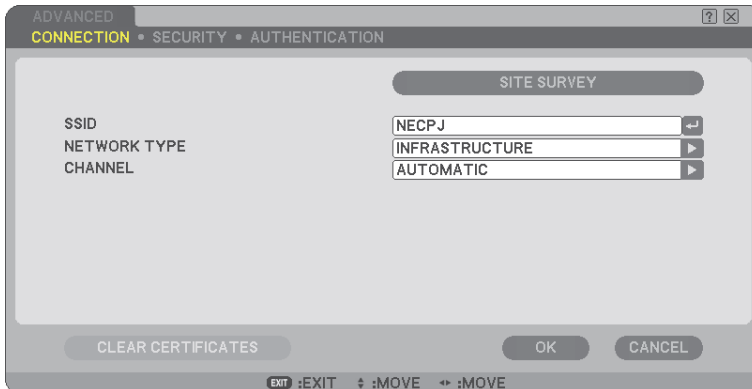 ADVANCED
CONNECTION • SECURITY • AUTHENTICATION
SITE SURVEY
SSID NECPJ
NETWORK TYPE INFRASTRUCTURE
CHANNEL AUTOMATIC
CLEAR CERTIFICATES OK CANCEL
EXIT :EXIT :MOVE :MOVE